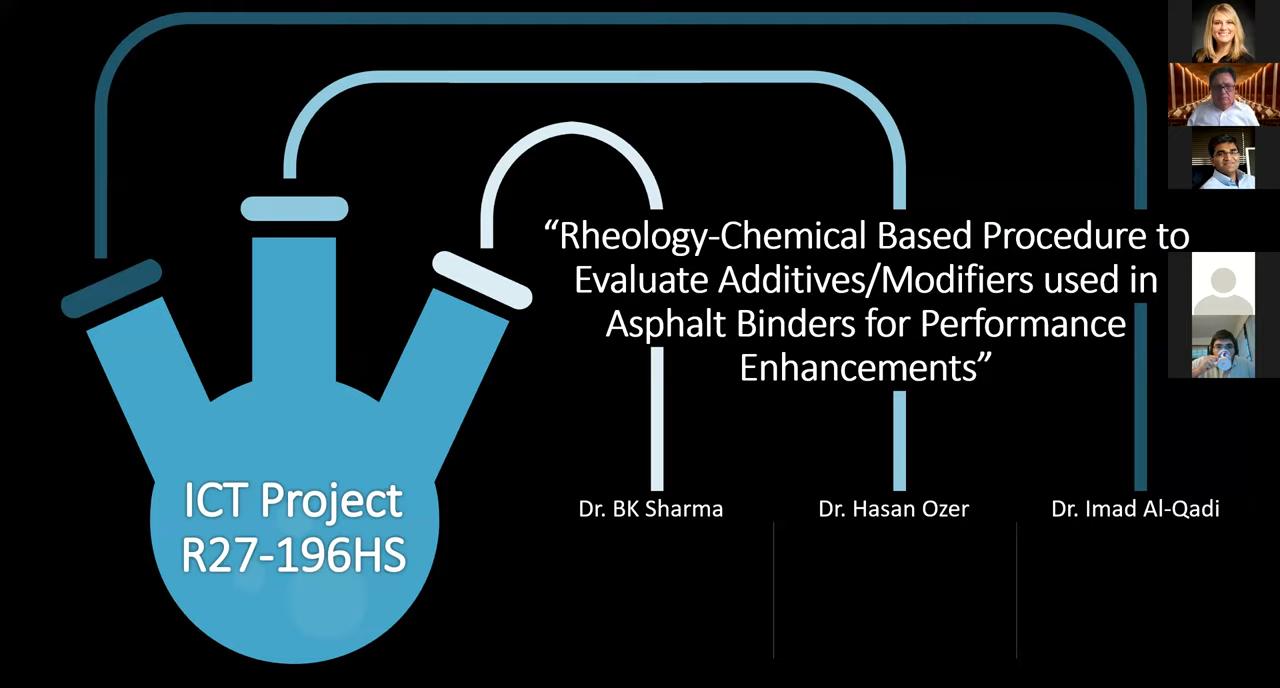 “Rheology-Chemical Based Procedure to
Evaluate Additives/Modifiers used in
Asphalt Binders for Performance
Enhancements”
ICT Project
R27-196HS
Dr. BK Sharma
Dr. Hasan Ozer
Dr. Imad Al-Qadi